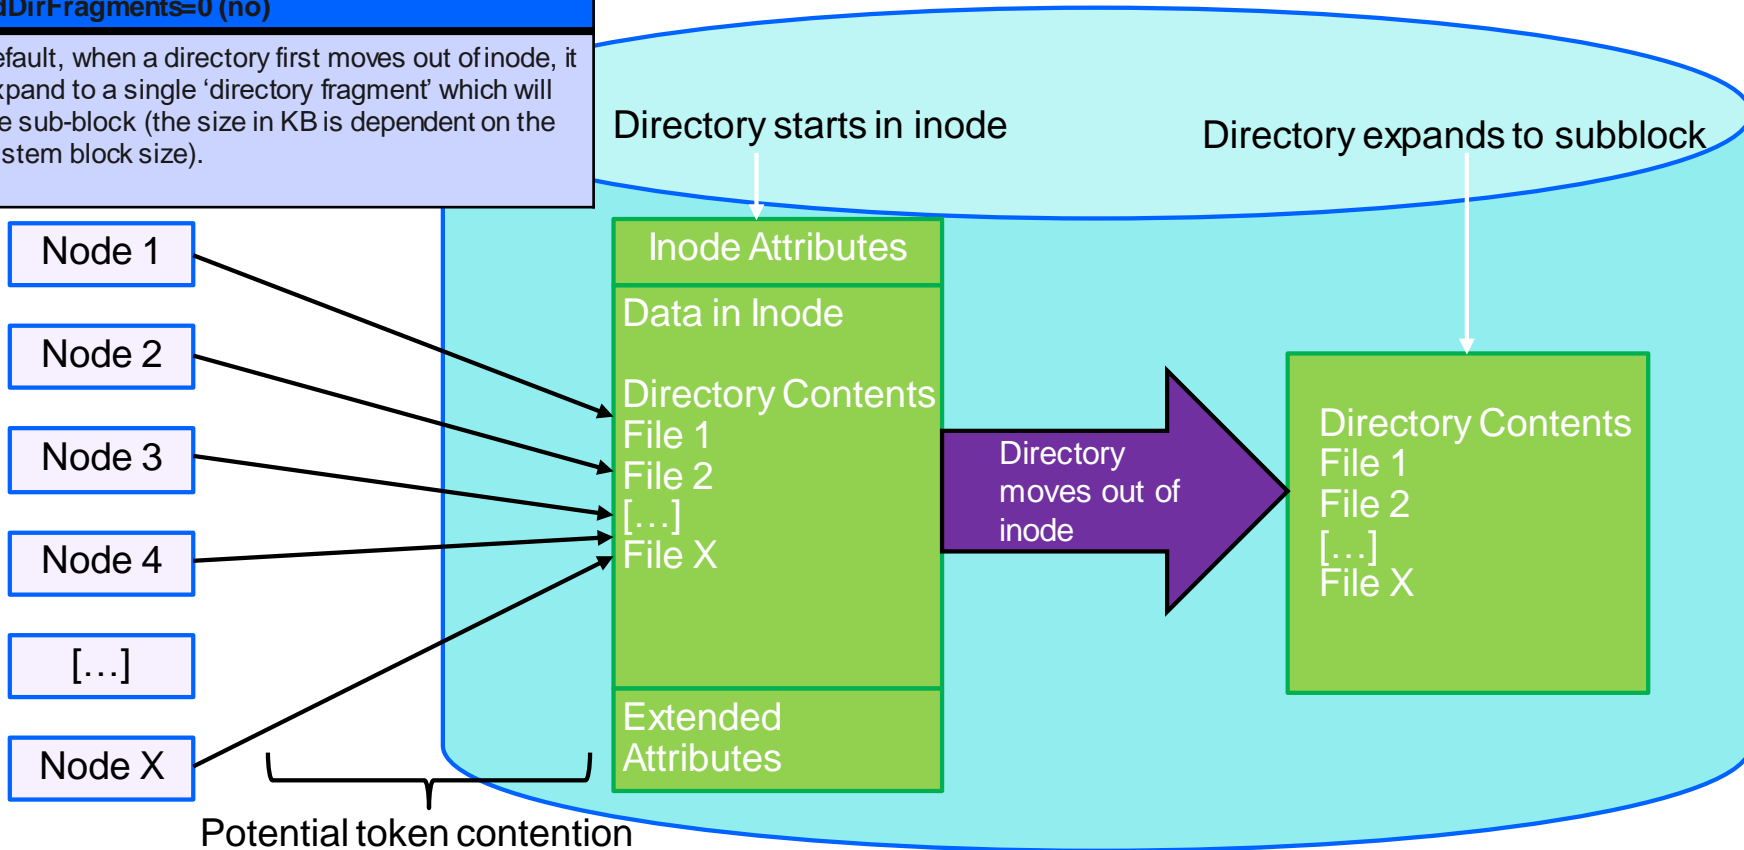 dDirFragments=0 (no)
efault, when a directory first moves out of inode, it
xpand to a single ‘directory fragment’ which will
e sub-block (the size in KB is dependent on the
stem block size).
Directory starts in inode
Directory expands to subblock
Node 1
Node 2
Node 3
Node 4
[…]
Node X
Inode Attributes
Data in Inode
Directory Contents
File 1
File 2
[…]
File X
Extended
Attributes
Directory
moves out of
inode
Directory Contents
File 1
File 2
[…]
File X
Potential token contention